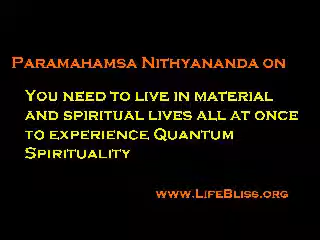 Paramahamsa Nithyananda on
You need to live in material
and spiritual lives all at once
to experience Quantum
Spirituality
www.LifeBliss.org